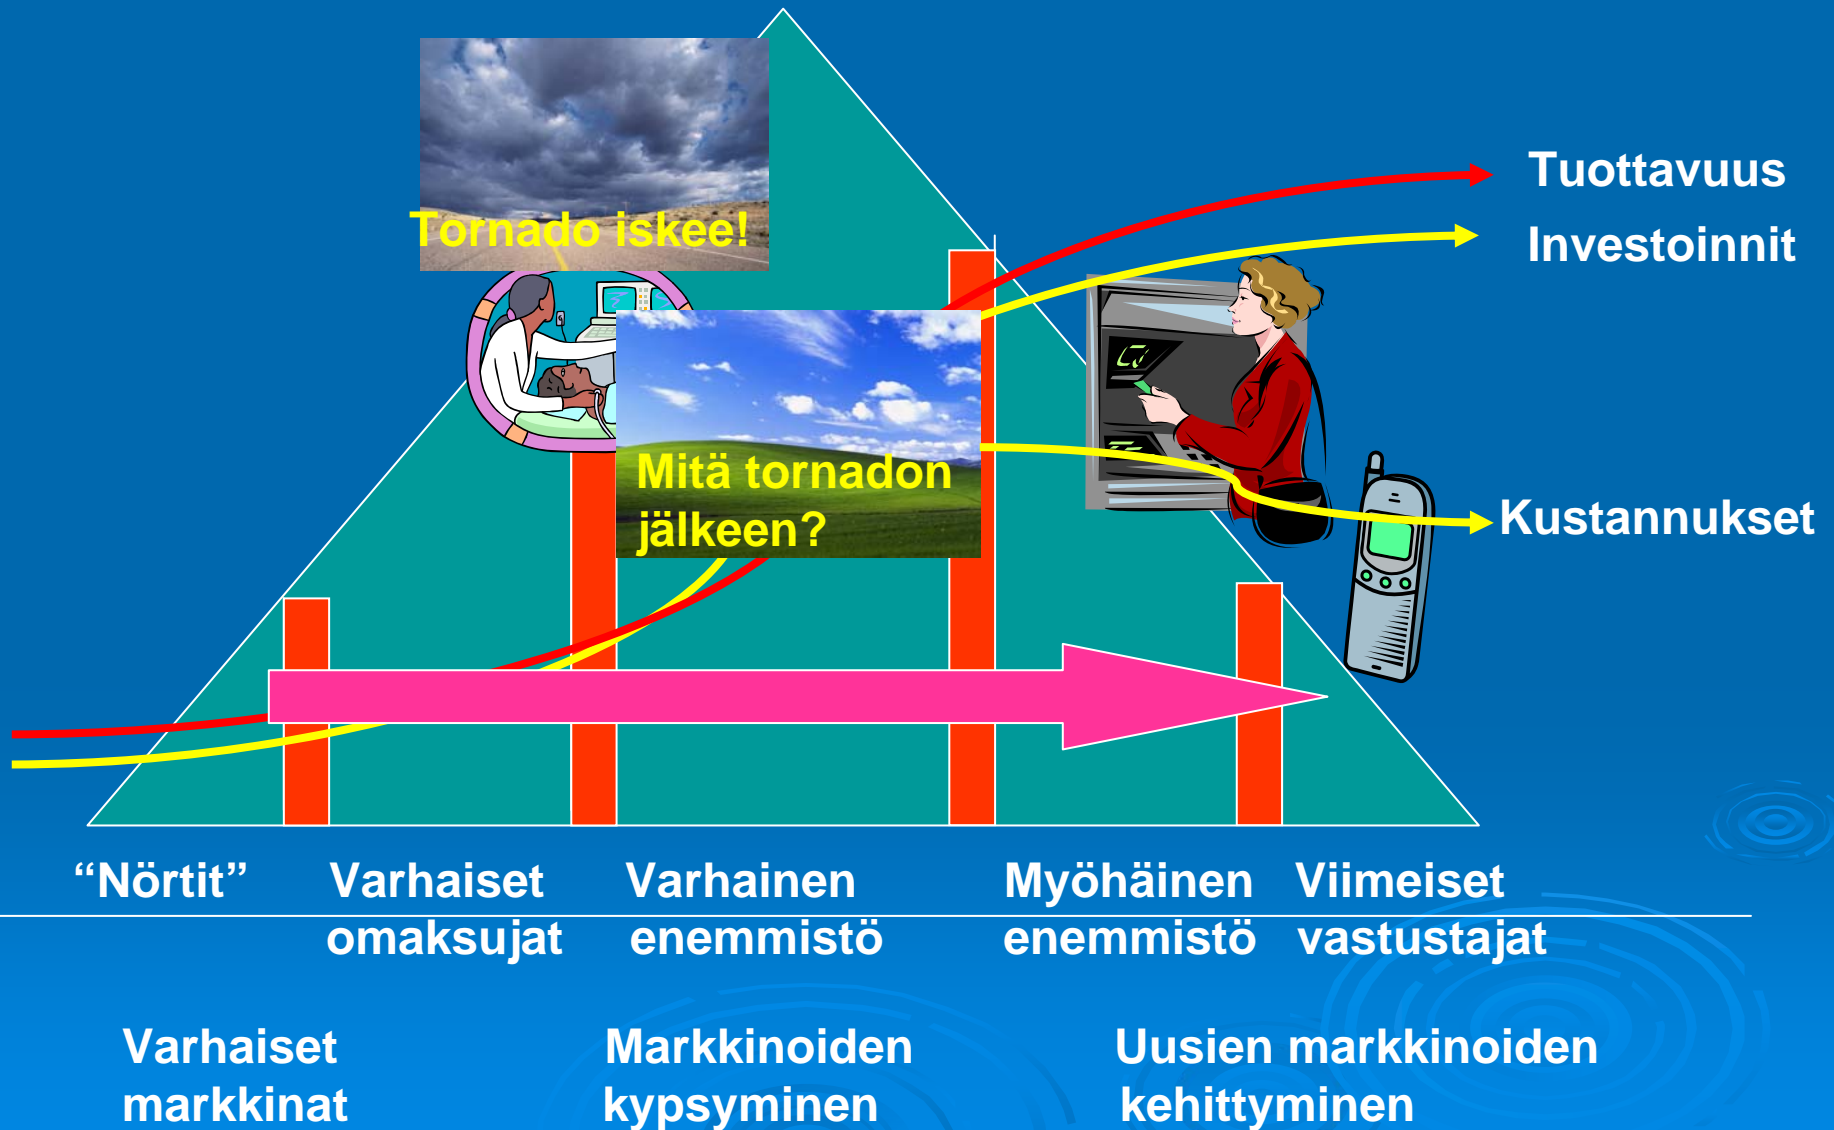 Tornado iskee!
Tuottavuus
Investoinnit
Mitä tornadon
jälkeen?
Kustannukset
“Nörtit” Varhaiset Varhainen Myöhäinen Viimeiset
omaksujat enemmistö enemmistö vastustajat
Varhaiset Markkinoiden Uusien markkinoiden
markkinat kypsyminen kehittyminen